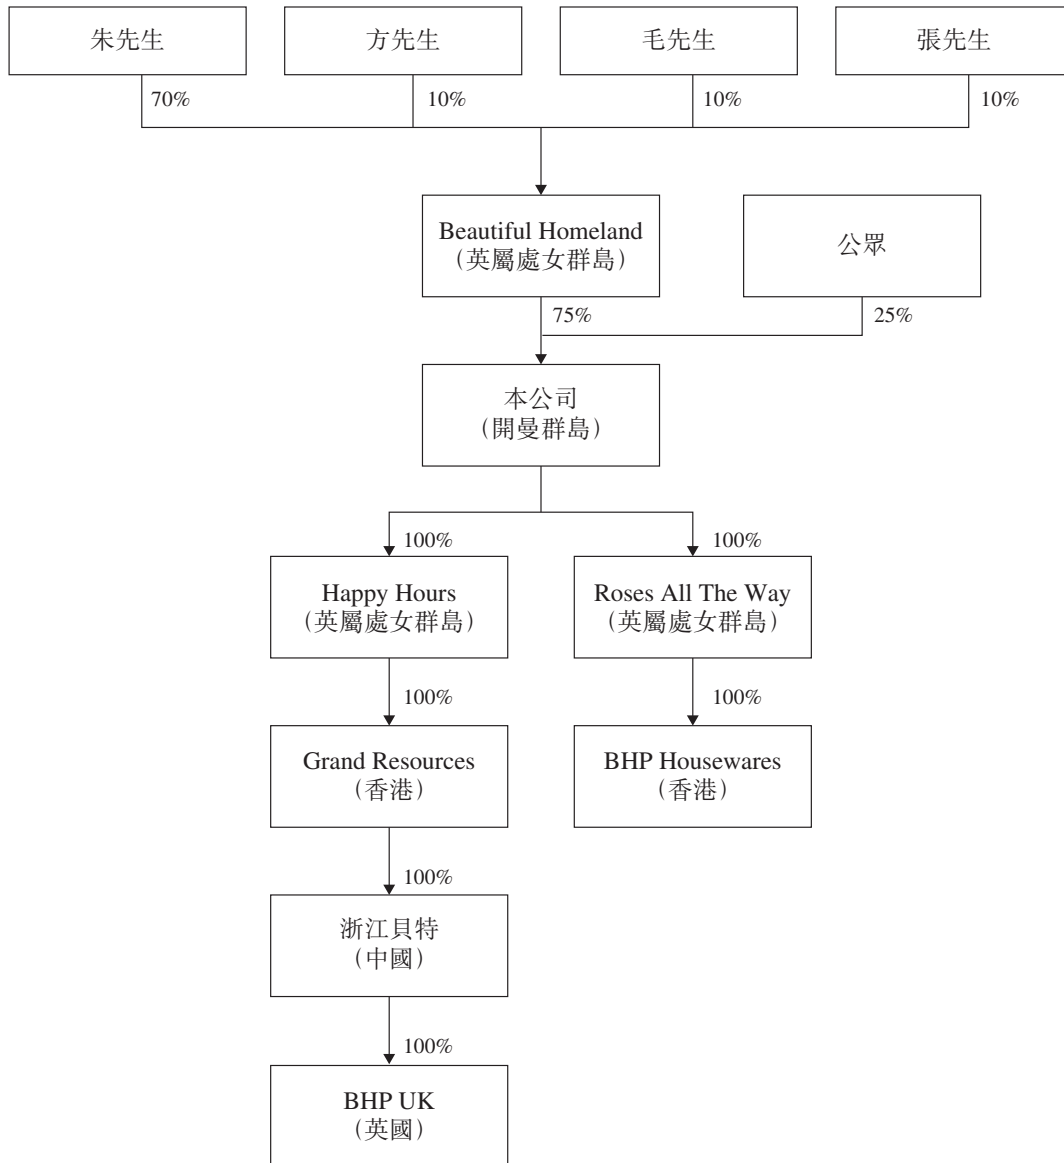 朱先生
方先生
毛先生
張先生
70%
10%
10%
10%
Beautiful Homeland
（英屬處女群島）
公眾
75%
25%
本公司
（開曼群島）
100%
100%
Happy Hours
（英屬處女群島）
Roses All The Way
（英屬處女群島）
100%
100%
Grand Resources
（香港）
BHP Housewares
（香港）
100%
浙江貝特
（中國）
100%
BHP UK
（英國）